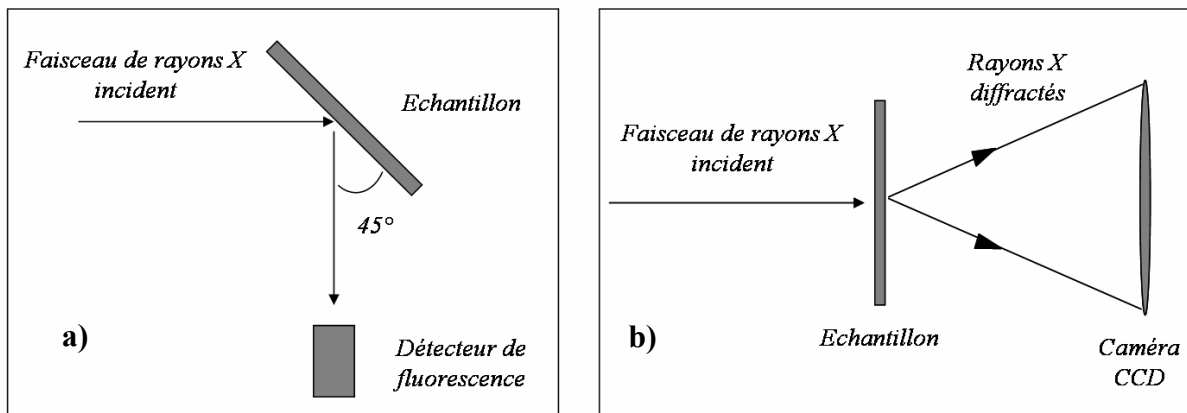 Faisceau de rayons X
incident
Echantillon
45°
a)
Détecteur de
fluorescence
Rayons X
diffractés
Faisceau de rayons X
incident
b)
Echantillon
Caméra
CCD